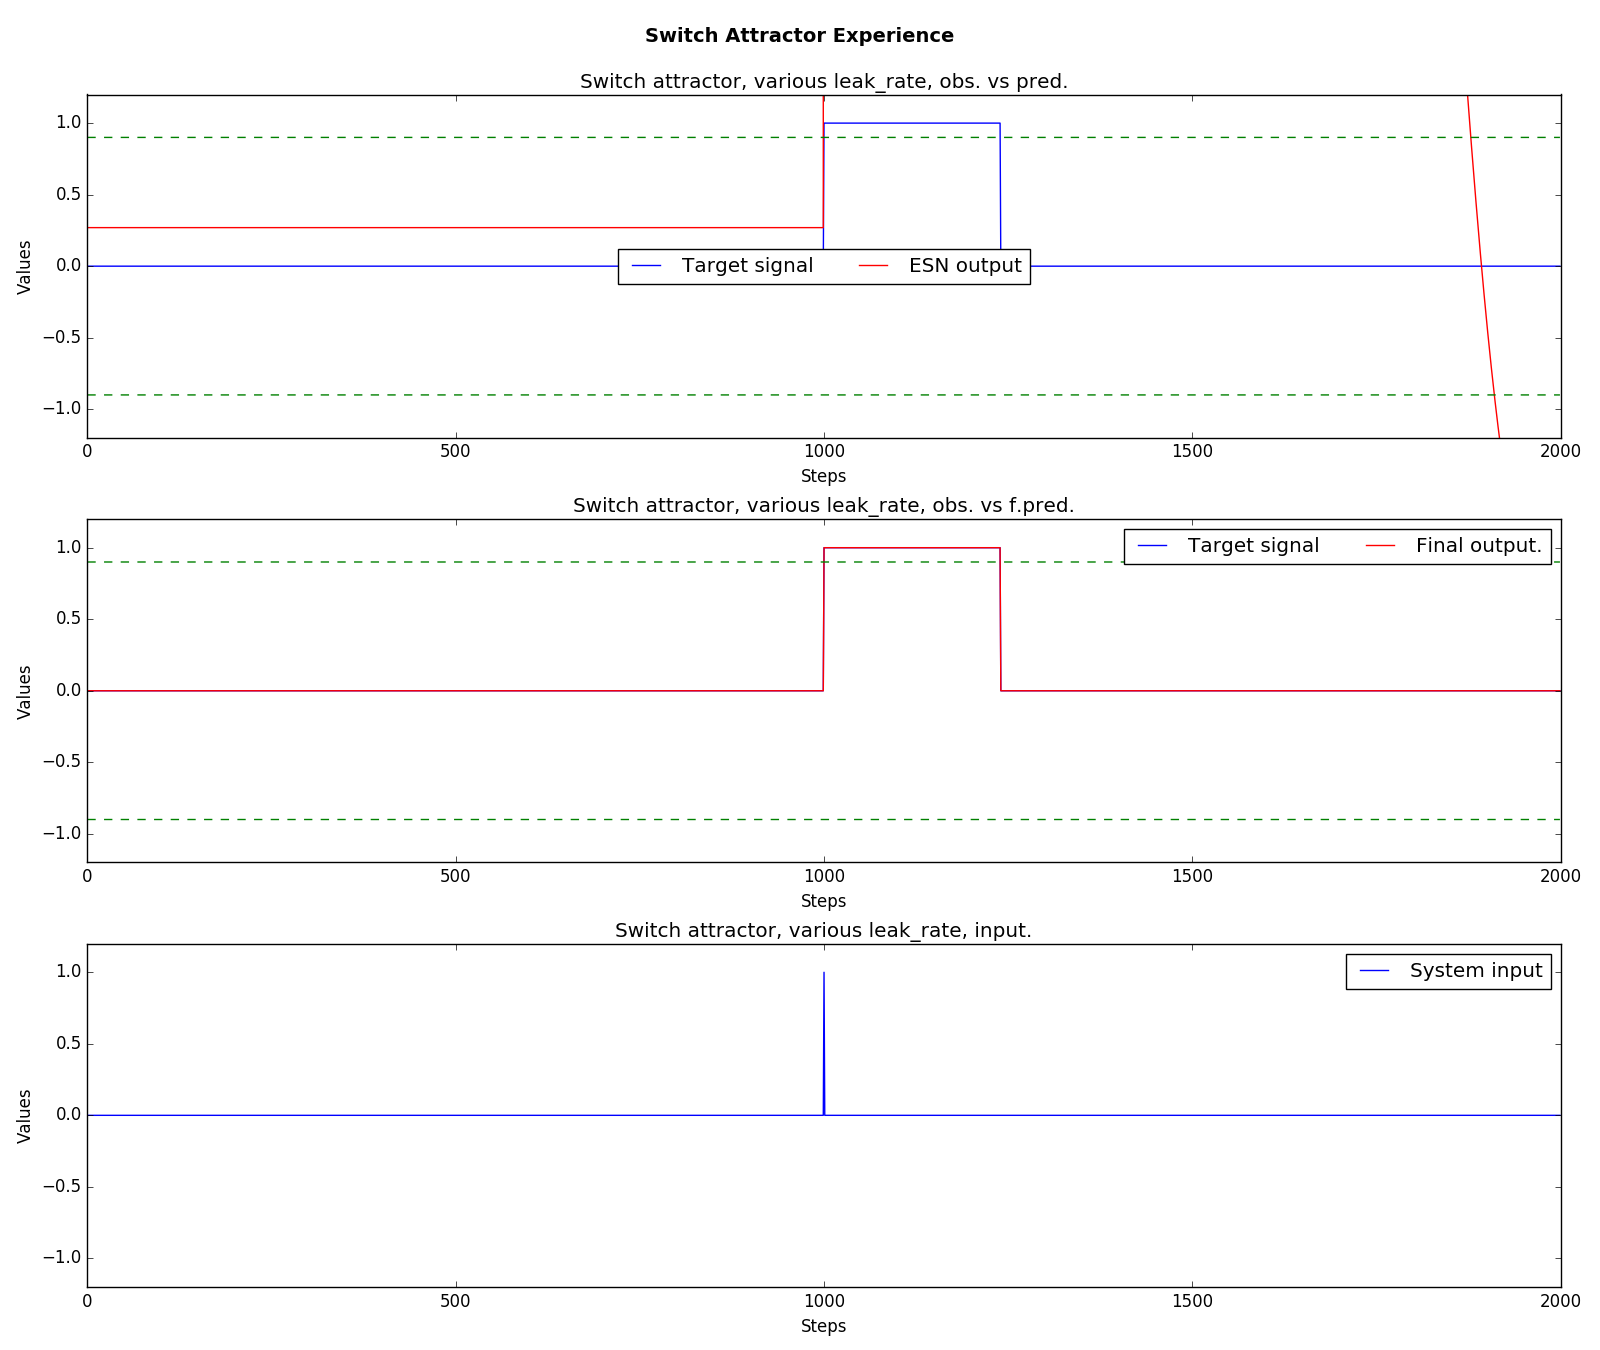 Switch Attractor Experience
Switch attractor, various leak_rate, obs. vs pred.
1.0
0.5
0.0
−0.5
−1.0
Values
Target signal ESN output
0 500 1000 1500 2000
Steps
Switch attractor, various leak_rate, obs. vs f.pred.
1.0
0.5
0.0
−0.5
−1.0
Values
Target signal Final output.
0 500 1000 1500 2000
Steps
Switch attractor, various leak_rate, input.
1.0
0.5
0.0
−0.5
−1.0
Values
System input
0 500 1000 1500 2000
Steps